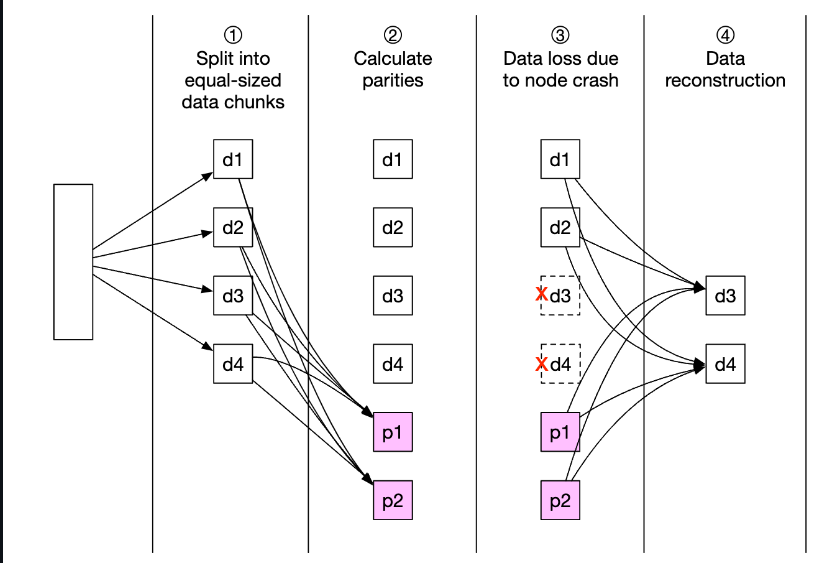 ①
Split into
equal-sized
data chunks
②
Calculate
parities
③
Data loss due
to node crash
④
Data
reconstruction
d1
d2
d3
d4
d1
d2
d3
d4
p1
p2
d1
d2
X d3
X d4
p1
p2
d3
d4